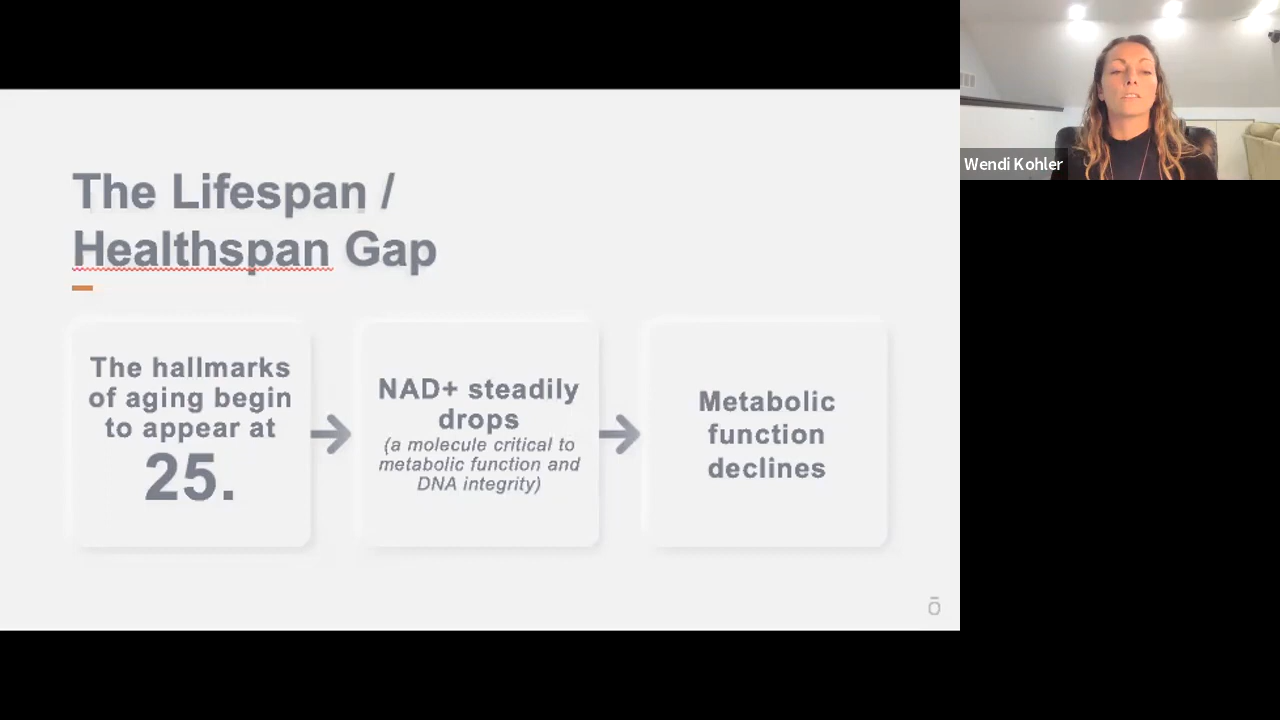 The Lifespan /
Healthspan Gap
The hallmarks
of aging begin
to appear at
25.
NAD+ steadily
drops
(a molecule critical to
metabolic function and
DNA integrity)
Metabolic
function
declines
ō
Wendi Kohler